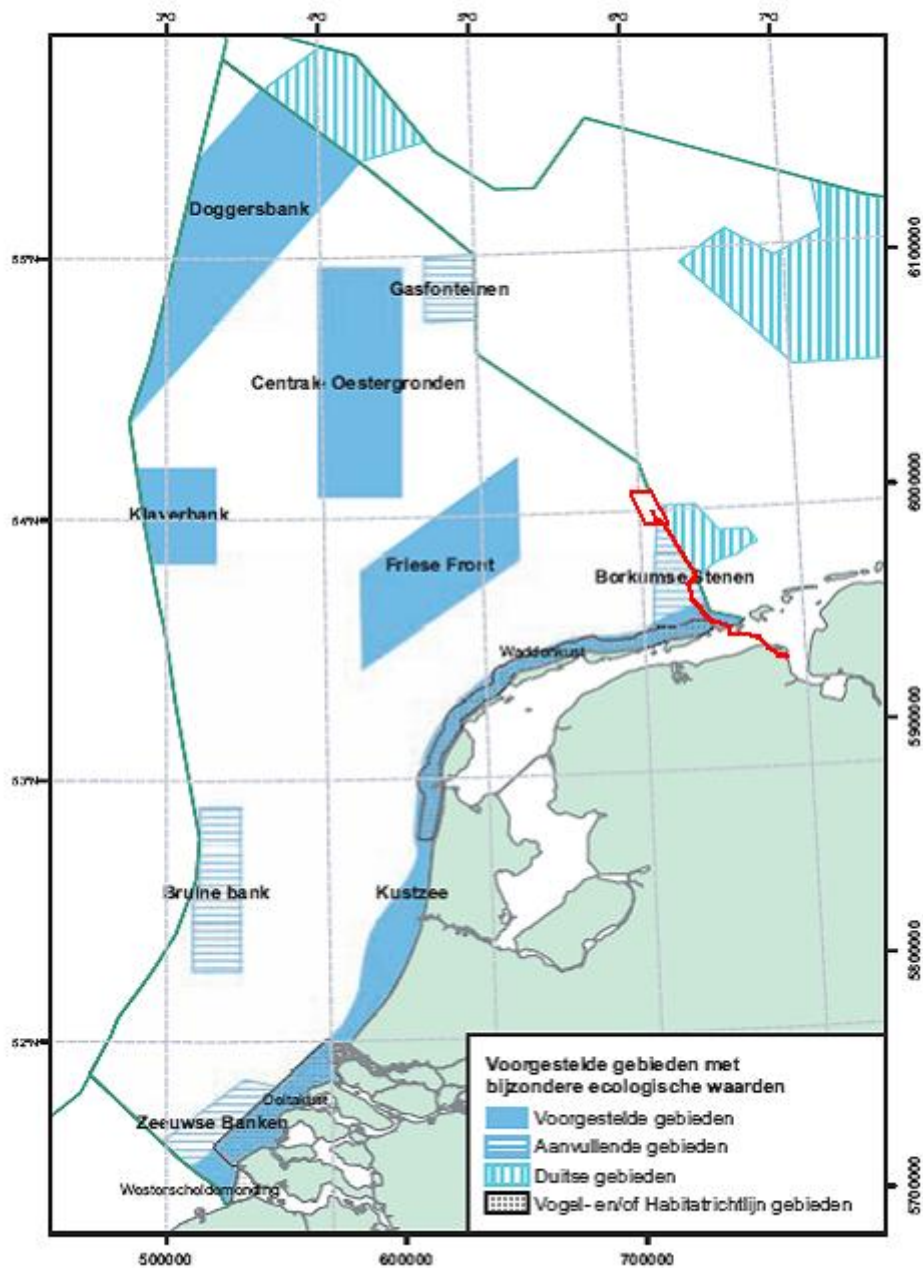 3°0
4°0
5°0
6°0
7°0
Doggersbank
55°N
6100000
Gasfonteinen
Centrale Oestergronden
6000000
54°N
Klaverbank
Friese Front
Borkumse Stenen
Waddenkust
5900000
53°N
Bruine bank
Kustzee
5800000
52°N
Deltakust
Zeeuwse Banken
Westerscheldemonding
5700000
Voorgestelde gebieden met
bijzondere ecologische waarden
Voorgestelde gebieden
Aanvullende gebieden
Duitse gebieden
Vogel- en/of Habitatrichtlijn gebieden
500000
600000
700000